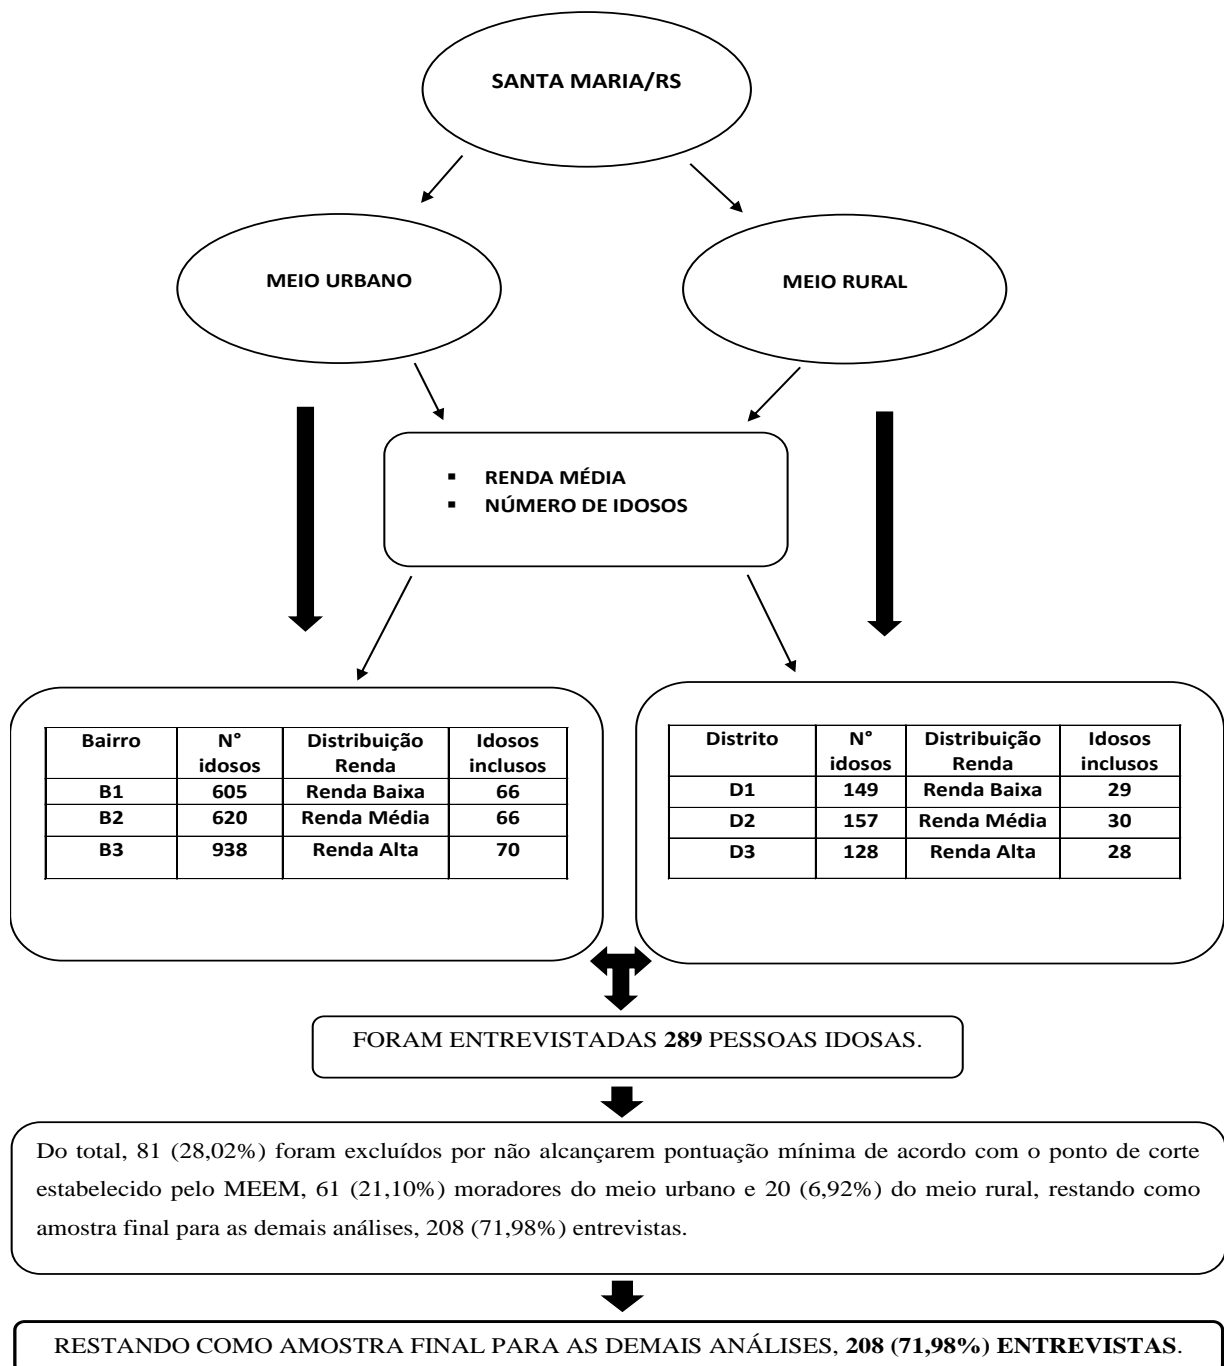 SANTA MARIA/RS
MEIO URBANO
MEIO RURAL
▪ RENDA MÉDIA
▪ NÚMERO DE IDOSOS
Bairro N° idosos Distribuição Renda Idosos inclusos
B1 605 Renda Baixa 66
B2 620 Renda Média 66
B3 938 Renda Alta 70
Distrito N° idosos Distribuição Renda Idosos inclusos
D1 149 Renda Baixa 29
D2 157 Renda Média 30
D3 128 Renda Alta 28
FORAM ENTREVISTADAS 289 PESSOAS IDOSAS.
Do total, 81 (28,02%) foram excluídos por não alcançarem pontuação mínima de acordo com o ponto de corte
estabelecido pelo MEEM, 61 (21,10%) moradores do meio urbano e 20 (6,92%) do meio rural, restando como
amostra final para as demais análises, 208 (71,98%) entrevistas.
RESTANDO COMO AMOSTRA FINAL PARA AS DEMAIS ANÁLISES, 208 (71,98%) ENTREVISTAS.